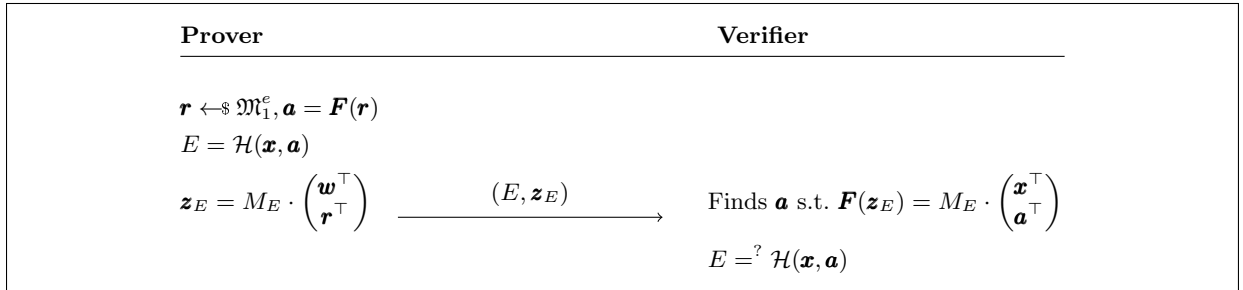 Prover Verifier
𝒓 ←$ 𝔐₁ᵉ, 𝒂 = 𝑭(𝒓)
E = ℋ(𝒙, 𝒂)
𝒛_E = M_E · (𝒘^⊤ 𝒓^⊤) (E, 𝒛_E) Finds 𝒂 s.t. 𝑭(𝒛_E) = M_E · (𝒙^⊤ 𝒂^⊤)
E =^? ℋ(𝒙, 𝒂)